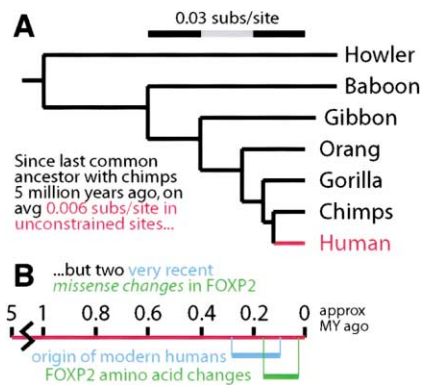 A
0.03 subs/site
Howler
Baboon
Gibbon
Orang
Gorilla
Chimps
Human
Since last common
ancestor with chimps
5 million years ago, on
avg 0.006 subs/site in
unconstrained sites...
B
...but two very recent
missense changes in FOXP2
5 1 0.8 0.6 0.4 0.2 0
approx
MY ago
origin of modern humans
FOXP2 amino acid changes